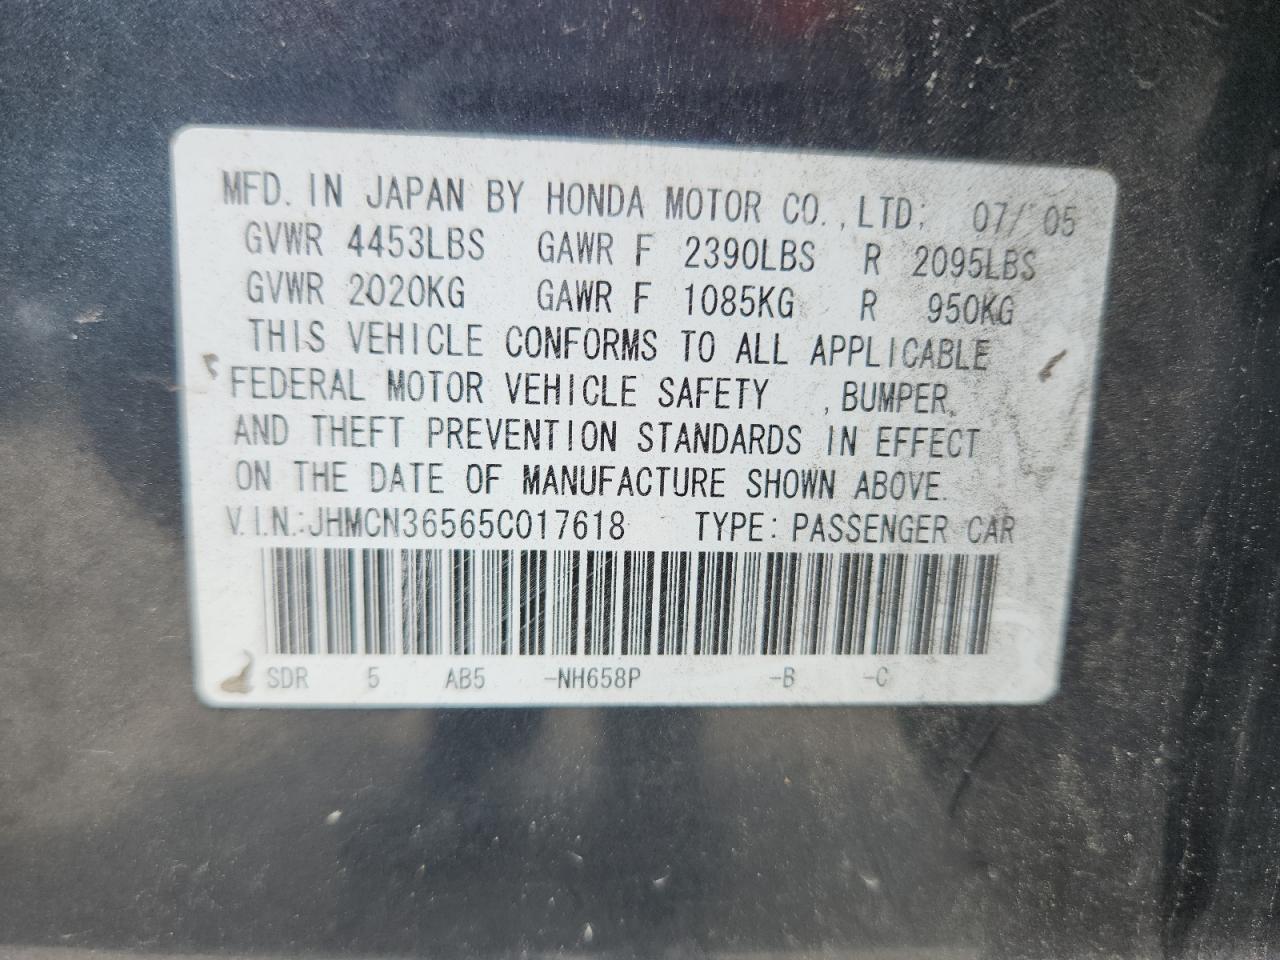 MFD. IN JAPAN BY HONDA MOTOR CO., LTD; 07/ 05
GVWR 4453LBS GAWR F 2390LBS R 2095LBS
GVWR 2020KG GAWR F 1085KG R 950KG
THIS VEHICLE CONFORMS TO ALL APPLICABLE
FEDERAL MOTOR VEHICLE SAFETY , BUMPER,
AND THEFT PREVENTION STANDARDS IN EFFECT
ON THE DATE OF MANUFACTURE SHOWN ABOVE.
V.I.N.:JHMCN36565C017618 TYPE: PASSENGER CAR
SDR 5 AB5 -NH658P -B -C